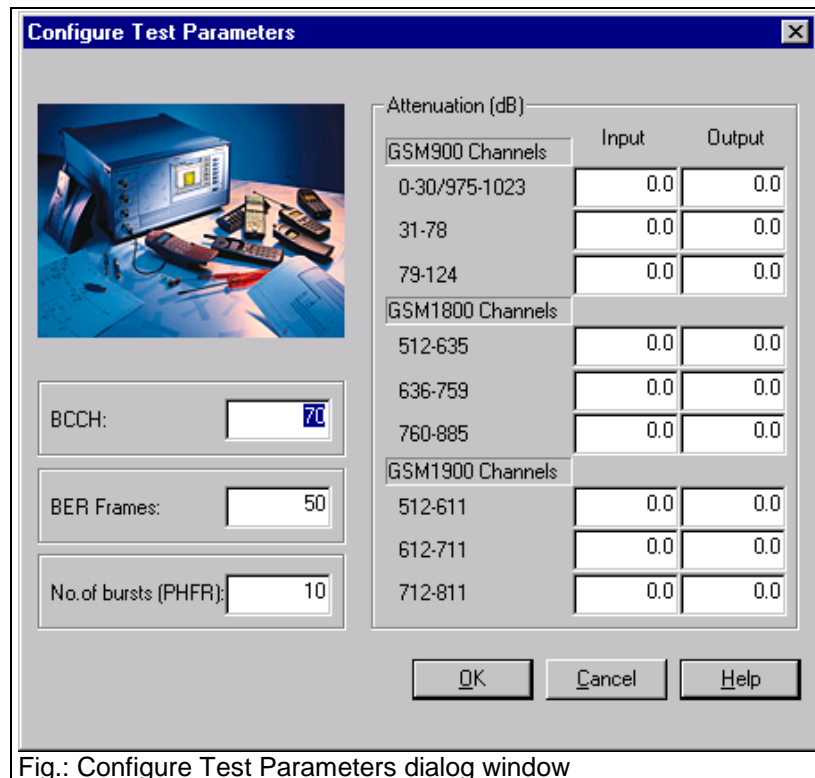 Configure Test Parameters
Attenuation (dB)
Input Output
GSM900 Channels
0-30/975-1023 0.0 0.0
31-78 0.0 0.0
79-124 0.0 0.0
GSM1800 Channels
512-635 0.0 0.0
636-759 0.0 0.0
760-885 0.0 0.0
GSM1900 Channels
512-611 0.0 0.0
612-711 0.0 0.0
712-811 0.0 0.0
BCCH: 70
BER Frames: 50
No.of bursts (PHFR): 10
OK Cancel Help
Fig.: Configure Test Parameters dialog window